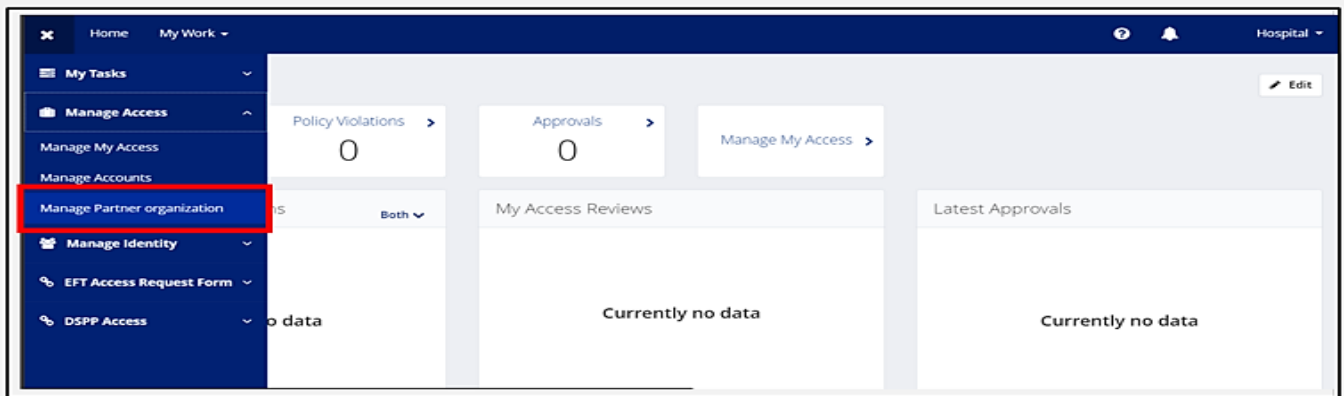 Home My Work
Hospital
My Tasks
Edit
Manage Access
Policy Violations
0
Approvals
0
Manage My Access
Manage My Access
Manage Accounts
Manage Partner organization
Both
My Access Reviews
Latest Approvals
Manage Identity
EFT Access Request Form
DSPP Access
o data
Currently no data
Currently no data